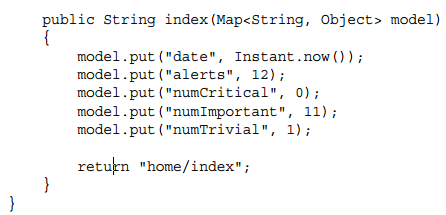 public String index(Map<String, Object> model)
{
model.put("date", Instant.now());
model.put("alerts", 12);
model.put("numCritical", 0);
model.put("numImportant", 11);
model.put("numTrivial", 1);
return "home/index";
}
}